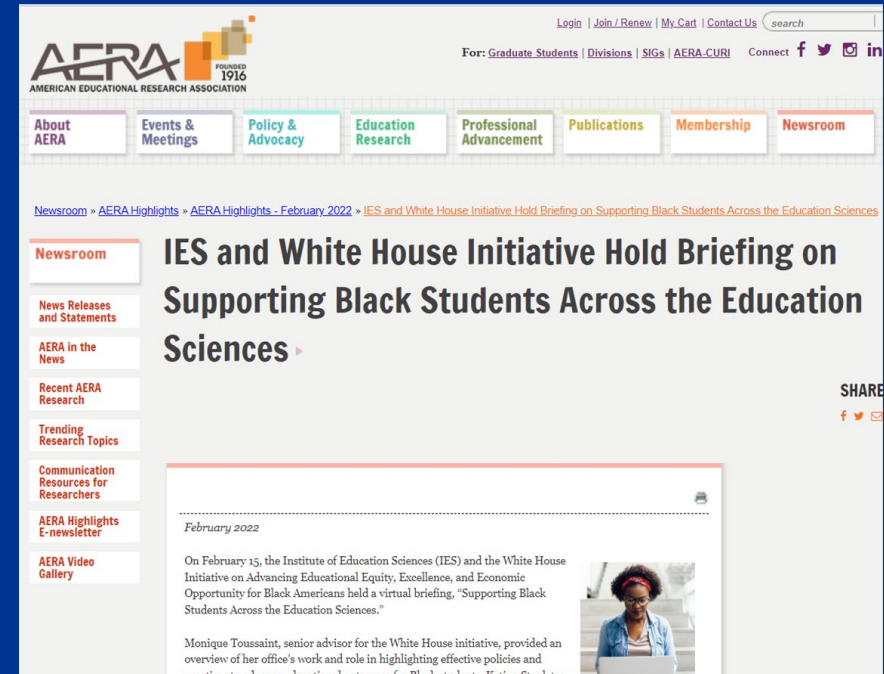 Login | Join / Renew | My Cart | Contact Us search
AERA
FOUNDED
1916
AMERICAN EDUCATIONAL RESEARCH ASSOCIATION
For: Graduate Students | Divisions | SIGs | AERA-CURI Connect
About
AERA
Events &
Meetings
Policy &
Advocacy
Education
Research
Professional
Advancement
Publications
Membership
Newsroom
Newsroom » AERA Highlights » AERA Highlights - February 2022 » IES and White House Initiative Hold Briefing on Supporting Black Students Across the Education Sciences
Newsroom
News Releases
and Statements
AERA in the
News
Recent AERA
Research
Trending
Research Topics
Communication
Resources for
Researchers
AERA Highlights
E-newsletter
AERA Video
Gallery
IES and White House Initiative Hold Briefing on
Supporting Black Students Across the Education
Sciences
SHARE
February 2022
On February 15, the Institute of Education Sciences (IES) and the White House
Initiative on Advancing Educational Equity, Excellence, and Economic
Opportunity for Black Americans held a virtual briefing, “Supporting Black
Students Across the Education Sciences.”
Monique Toussaint, senior advisor for the White House initiative, provided an
overview of her office's work and role in highlighting effective policies and